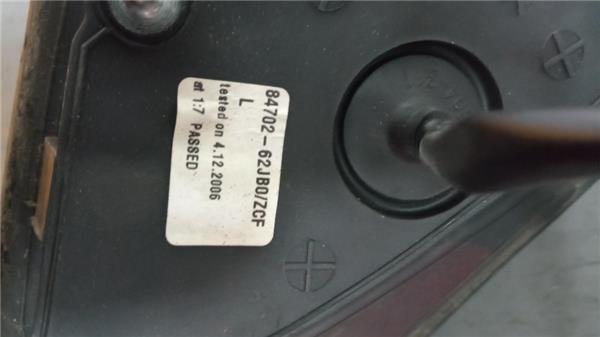 84702-62JB0/ZCF
L
tested on 4.12.2006
at 1:7 PASSED